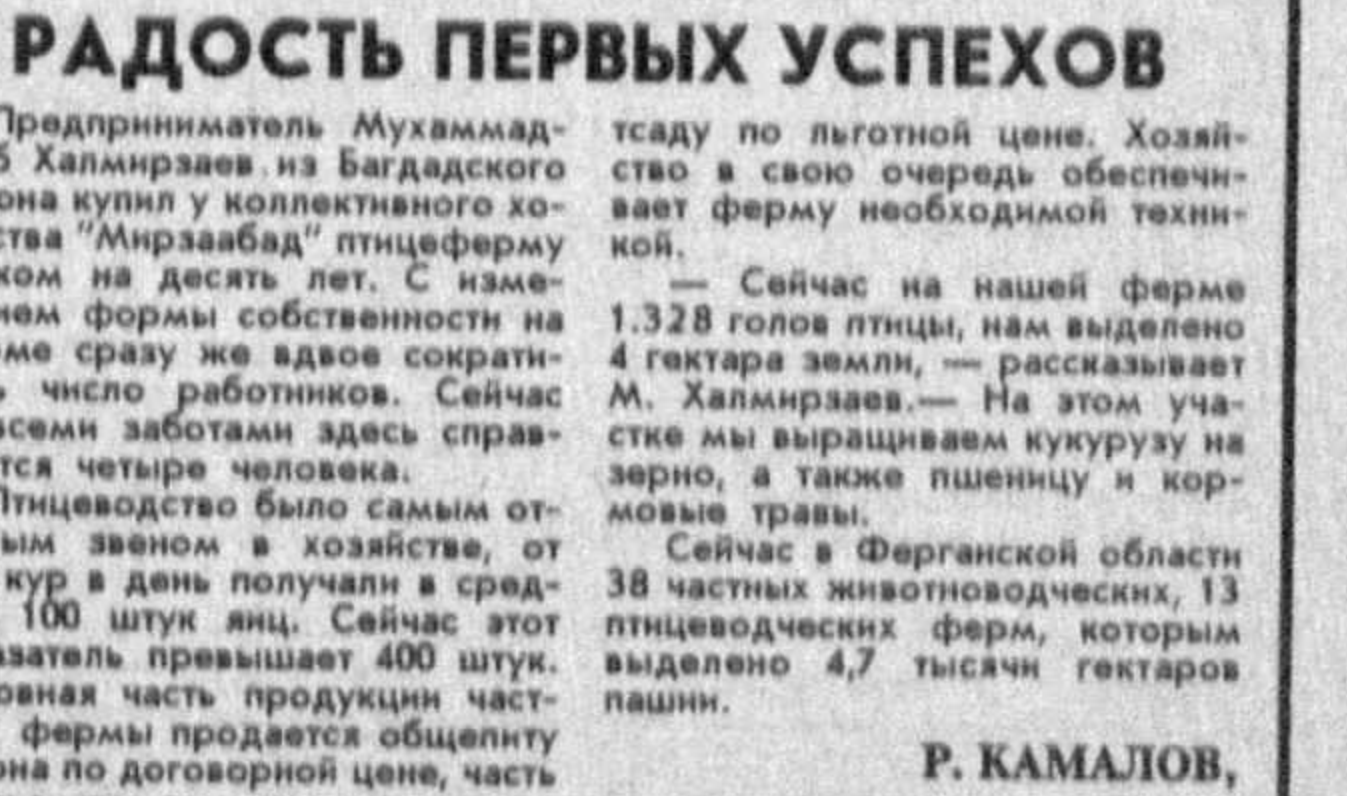 РАДОСТЬ ПЕРВЫХ УСПЕХОВ
Предприниматель Мухаммад-
б Халмирзаев из Багдадского
она купил у коллективного хо-
ства "Мирзаабад" птицеферму
ком на десять лет. С изме-
нем формы собственности на
ме сразу же вдвое сократи-
ь число работников. Сейчас
всеми заботами здесь справ-
тся четыре человека.
Птицеводство было самым от-
ым звеном в хозяйстве, от
кур в день получали в сред-
100 штук яиц. Сейчас этот
азатель превышает 400 штук.
овная часть продукции част-
фермы продается общепиту
она по договорной цене, часть
тсаду по льготной цене. Хозяй-
ство в свою очередь обеспечи-
вает ферму необходимой техни-
кой.
— Сейчас на нашей ферме
1.328 голов птицы, нам выделено
4 гектара земли, — рассказывает
М. Халмирзаев.— На этом уча-
стке мы выращиваем кукурузу на
зерно, а также пшеницу и кор-
мовые травы.
Сейчас в Ферганской области
38 частных животноводческих, 13
птицеводческих ферм, которым
выделено 4,7 тысячи гектаров
пашни.
Р. КАМАЛОВ,